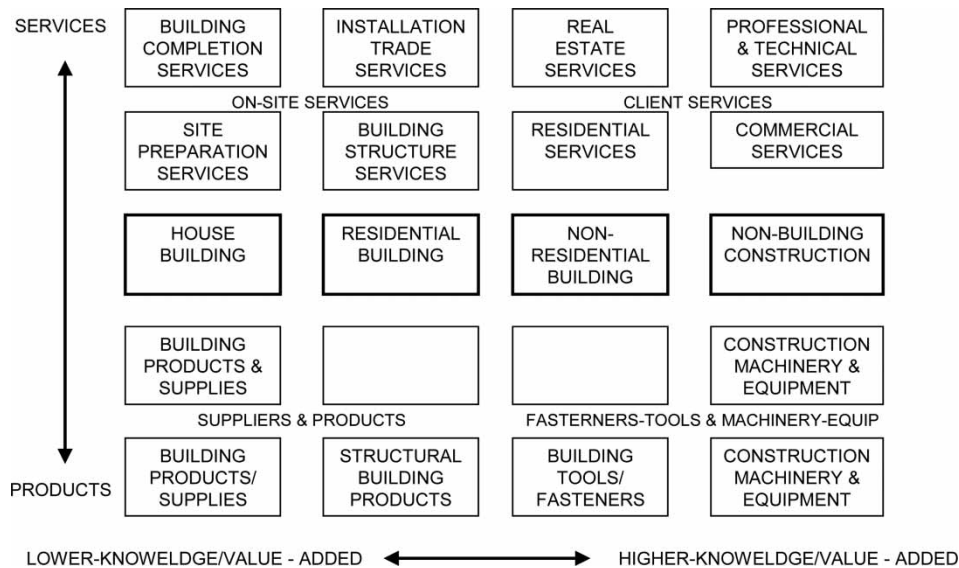 SERVICES
BUILDING
COMPLETION
SERVICES
INSTALLATION
TRADE
SERVICES
REAL
ESTATE
SERVICES
PROFESSIONAL
& TECHNICAL
SERVICES
ON-SITE SERVICES
CLIENT SERVICES
SITE
PREPARATION
SERVICES
BUILDING
STRUCTURE
SERVICES
RESIDENTIAL
SERVICES
COMMERCIAL
SERVICES
HOUSE
BUILDING
RESIDENTIAL
BUILDING
NON-
RESIDENTIAL
BUILDING
NON-BUILDING
CONSTRUCTION
BUILDING
PRODUCTS &
SUPPLIES
CONSTRUCTION
MACHINERY &
EQUIPMENT
SUPPLIERS & PRODUCTS
FASTERNERS-TOOLS & MACHINERY-EQUIP
PRODUCTS
BUILDING
PRODUCTS/
SUPPLIES
STRUCTURAL
BUILDING
PRODUCTS
BUILDING
TOOLS/
FASTENERS
CONSTRUCTION
MACHINERY &
EQUIPMENT
LOWER-KNOWELDGE/VALUE - ADDED
HIGHER-KNOWELDGE/VALUE - ADDED